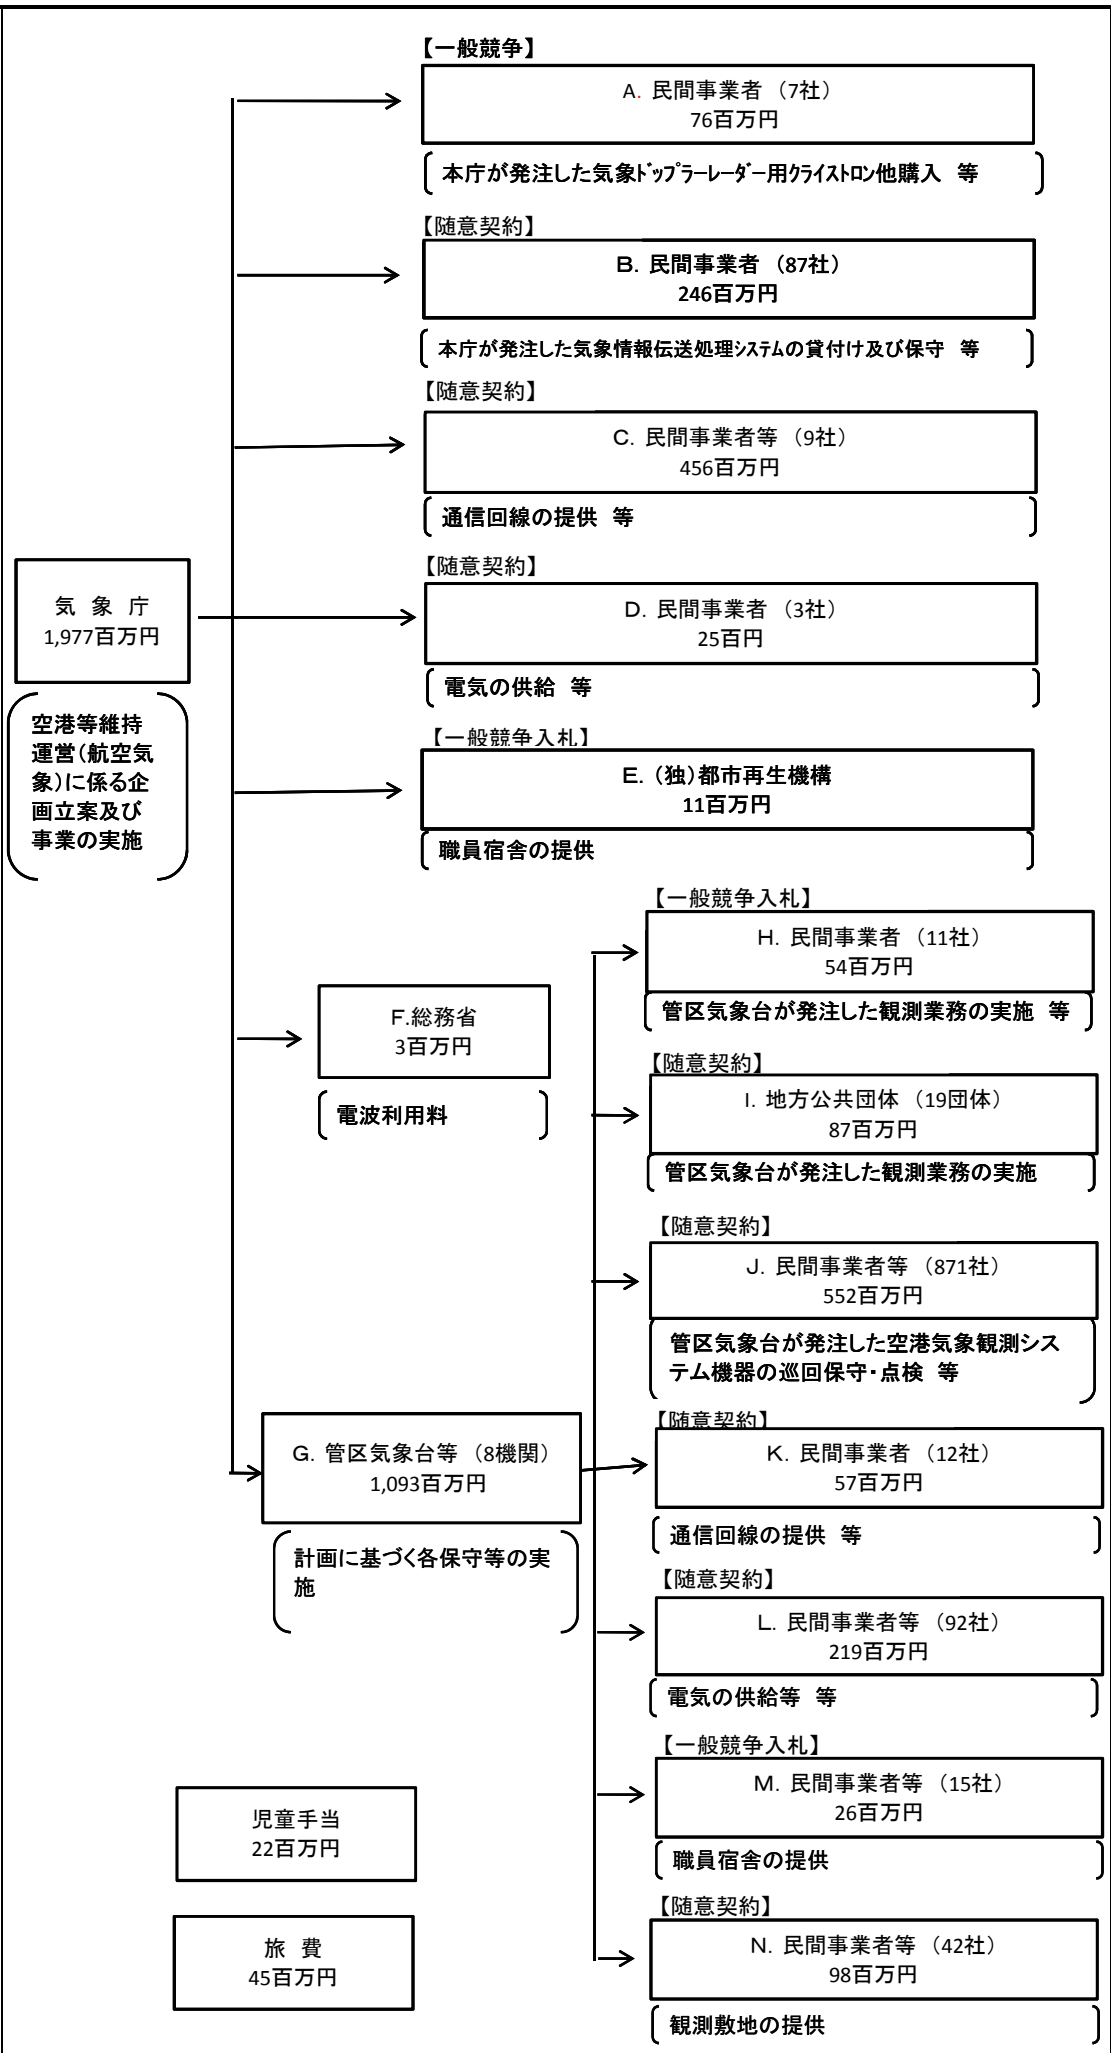 【一般競争】
A. 民間事業者 （7社）
76百万円
本庁が発注した気象ﾄﾞｯﾌﾟﾗｰﾚｰﾀﾞｰ用ｸﾗｲｽﾄﾛﾝ他購入 等
【随意契約】
B. 民間事業者 （87社）
246百万円
本庁が発注した気象情報伝送処理システムの貸付け及び保守 等
【随意契約】
C. 民間事業者等 （9社）
456百万円
通信回線の提供 等
【随意契約】
D. 民間事業者 （3社）
25百円
電気の供給 等
気 象 庁
1,977百万円
空港等維持
運営（航空気
象）に係る企
画立案及び
事業の実施
【一般競争入札】
E. （独）都市再生機構
11百万円
職員宿舎の提供
F.総務省
3百万円
電波利用料
G. 管区気象台等 （8機関）
1,093百万円
計画に基づく各保守等の実
施
【一般競争入札】
H. 民間事業者 （11社）
54百万円
管区気象台が発注した観測業務の実施 等
【随意契約】
I. 地方公共団体 （19団体）
87百万円
管区気象台が発注した観測業務の実施
【随意契約】
J. 民間事業者等 （871社）
552百万円
管区気象台が発注した空港気象観測シス
テム機器の巡回保守・点検 等
【随意契約】
K. 民間事業者 （12社）
57百万円
通信回線の提供 等
【随意契約】
L. 民間事業者等 （92社）
219百万円
電気の供給等 等
【一般競争入札】
M. 民間事業者等 （15社）
26百万円
職員宿舎の提供
【随意契約】
N. 民間事業者等 （42社）
98百万円
観測敷地の提供
児童手当
22百万円
旅 費
45百万円